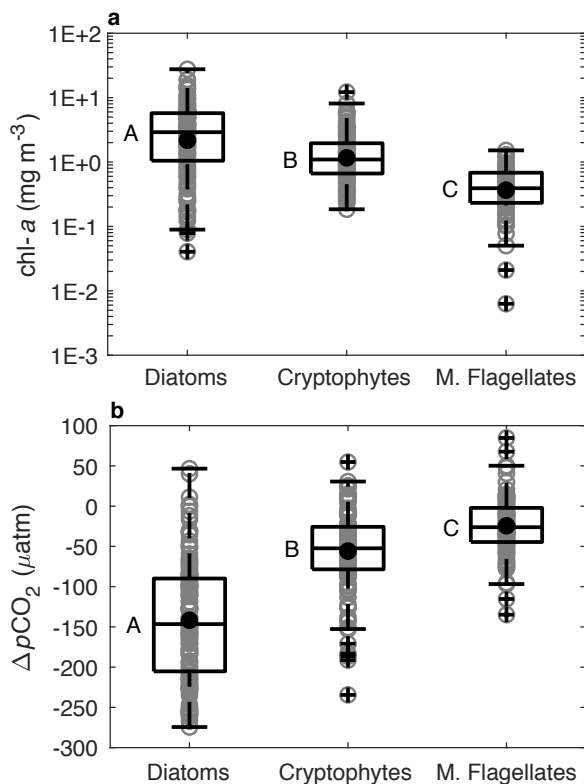 a
1E+2
1E+1
1E+0
1E-1
1E-2
1E-3
chl- a (mg m⁻³)
A
B
C
Diatoms Cryptophytes M. Flagellates
b
100
50
0
-50
-100
-150
-200
-250
-300
ΔpCO₂ (μatm)
A
B
C
Diatoms Cryptophytes M. Flagellates